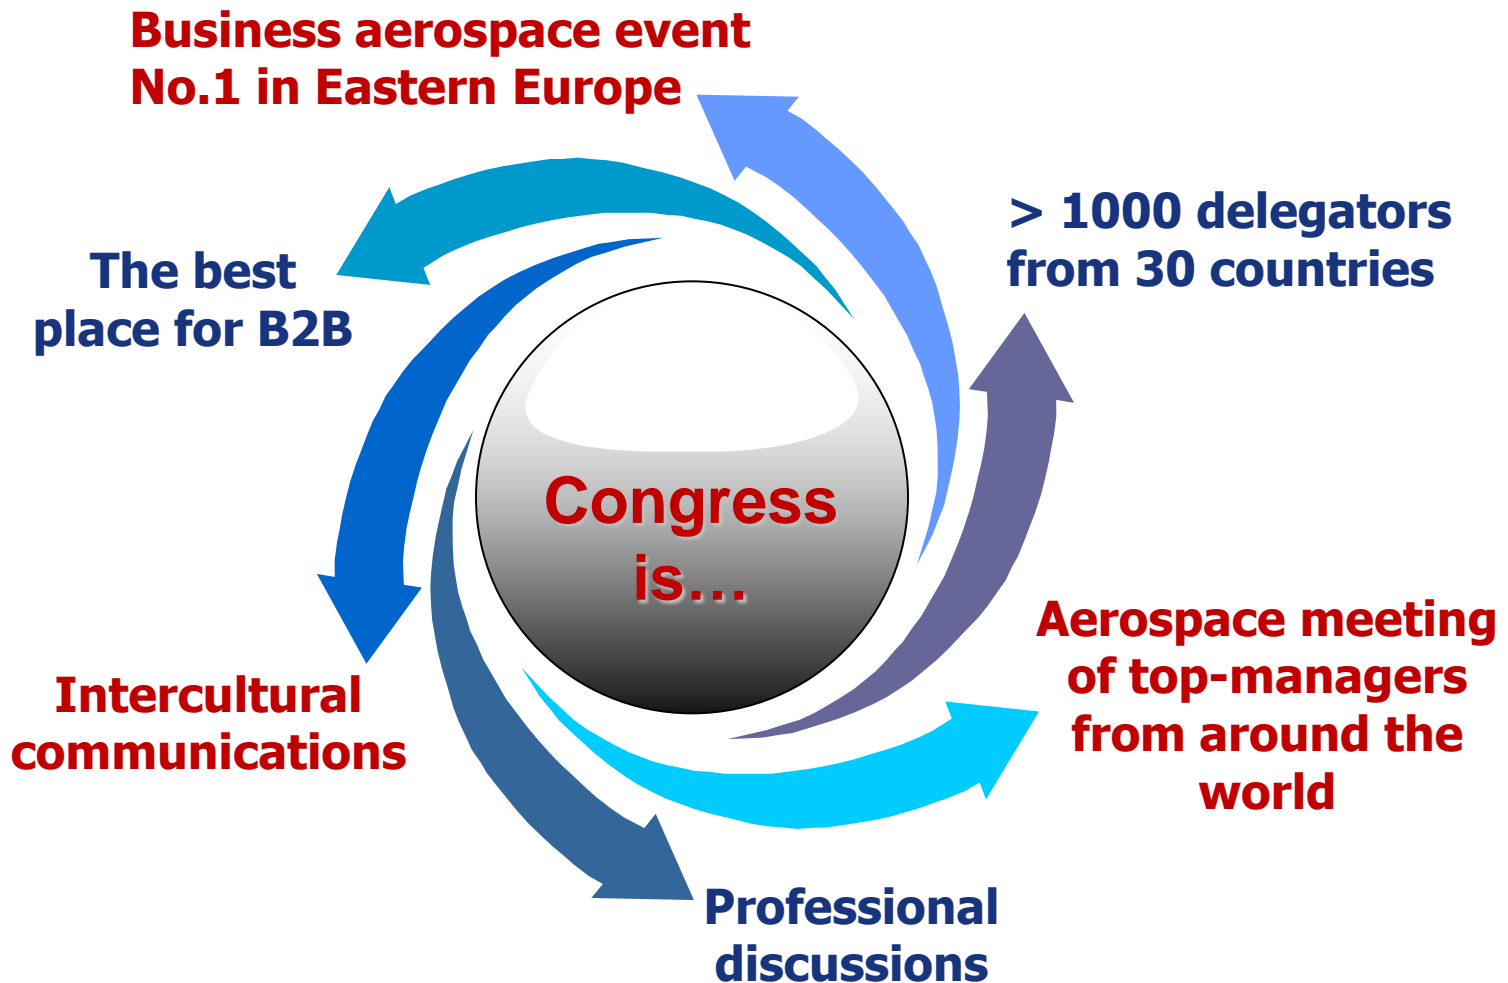 Business aerospace event
No.1 in Eastern Europe
> 1000 delegators
from 30 countries
The best
place for B2B
Congress
is...
Aerospace meeting
of top-managers
from around the
world
Intercultural
communications
Professional
discussions